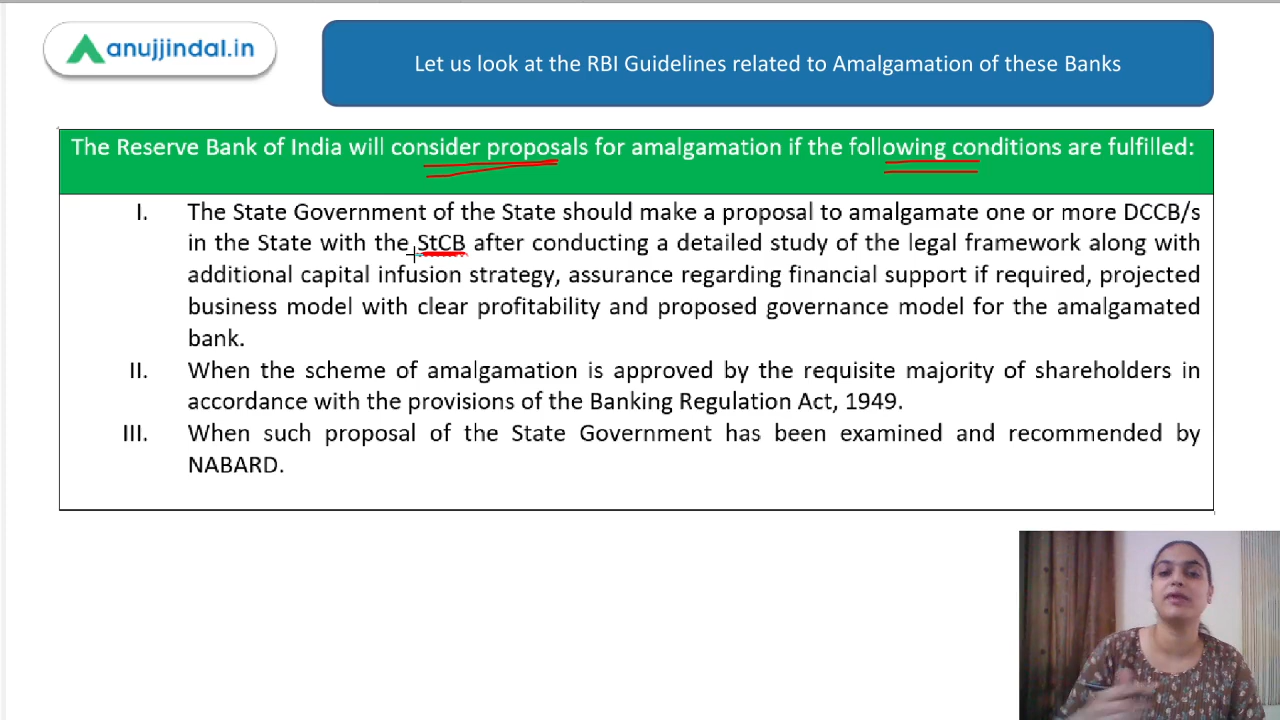 anujjindal.in
Let us look at the RBI Guidelines related to Amalgamation of these Banks
The Reserve Bank of India will consider proposals for amalgamation if the following conditions are fulfilled:
I. The State Government of the State should make a proposal to amalgamate one or more DCCB/s
in the State with the StCB after conducting a detailed study of the legal framework along with
additional capital infusion strategy, assurance regarding financial support if required, projected
business model with clear profitability and proposed governance model for the amalgamated
bank.
II. When the scheme of amalgamation is approved by the requisite majority of shareholders in
accordance with the provisions of the Banking Regulation Act, 1949.
III. When such proposal of the State Government has been examined and recommended by
NABARD.